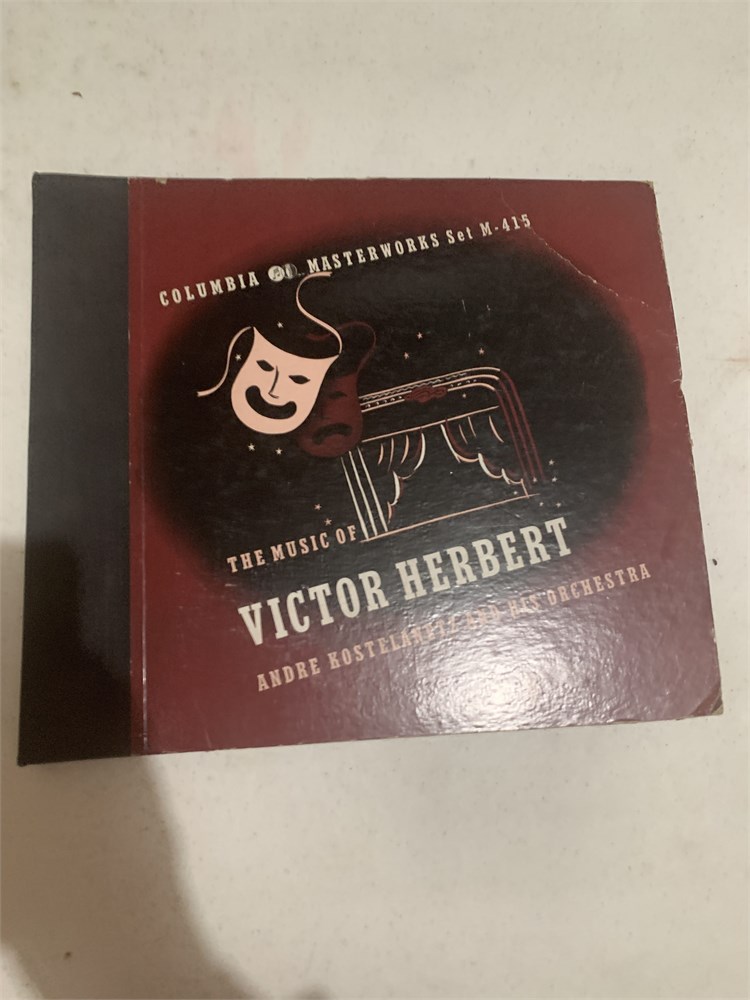 COLUMBIA MASTERWORKS Set M-415
THE MUSIC OF
VICTOR HERBERT
ANDRE KOSTELANETZ AND HIS ORCHESTRA